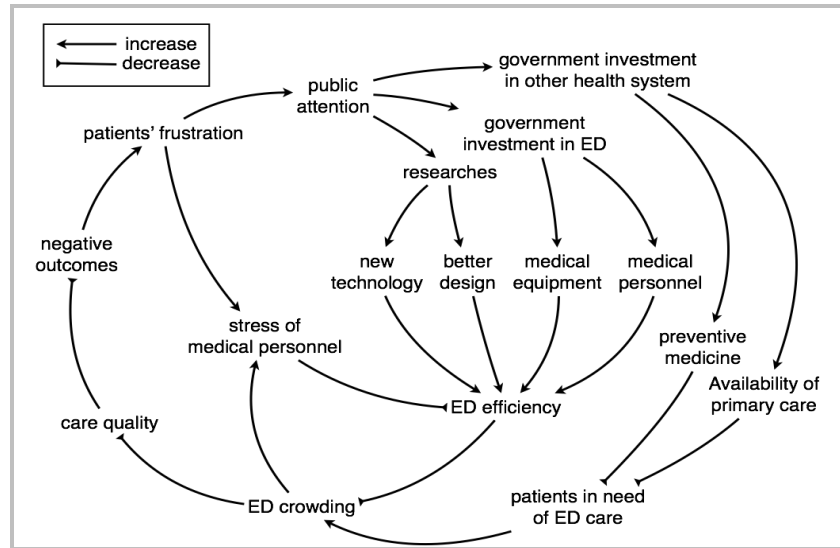 increase
decrease
public
attention
government investment
in other health system
patients' frustration
government
investment in ED
researches
negative
outcomes
new
technology
better
design
medical
equipment
medical
personnel
stress of
medical personnel
preventive
medicine
Availability of
primary care
care quality
ED efficiency
ED crowding
patients in need
of ED care